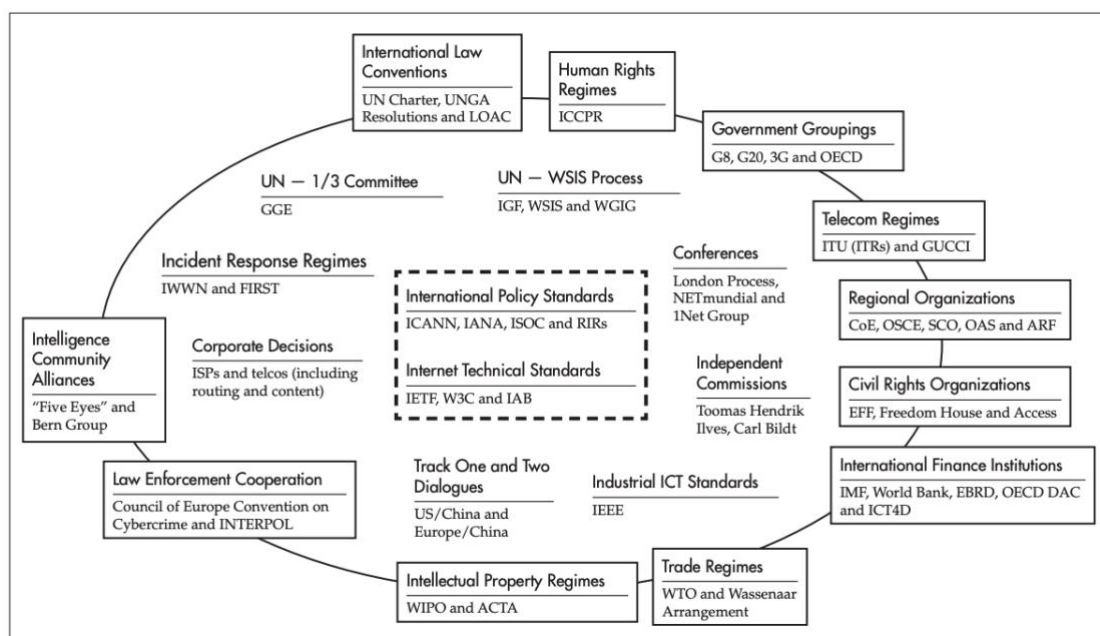 International Law
Conventions
UN Charter, UNGA
Resolutions and LOAC
Human Rights
Regimes
ICCPR
Government Groupings
G8, G20, 3G and OECD
UN — 1/3 Committee
GGE
UN — WSIS Process
IGF, WSIS and WGIG
Telecom Regimes
ITU (ITRs) and GUCCI
Incident Response Regimes
IWWN and FIRST
Conferences
London Process,
NETmundial and
1Net Group
International Policy Standards
ICANN, IANA, ISOC and RIRs
Internet Technical Standards
IETF, W3C and IAB
Regional Organizations
CoE, OSCE, SCO, OAS and ARF
Intelligence
Community
Alliances
“Five Eyes” and
Bern Group
Corporate Decisions
ISPs and telcos (including
routing and content)
Independent
Commissions
Toomas Hendrik
Ilves, Carl Bildt
Civil Rights Organizations
EFF, Freedom House and Access
Law Enforcement Cooperation
Council of Europe Convention on
Cybercrime and INTERPOL
Track One and Two
Dialogues
US/China and
Europe/China
Industrial ICT Standards
IEEE
International Finance Institutions
IMF, World Bank, EBRD, OECD DAC
and ICT4D
Intellectual Property Regimes
WIPO and ACTA
Trade Regimes
WTO and Wassenaar
Arrangement